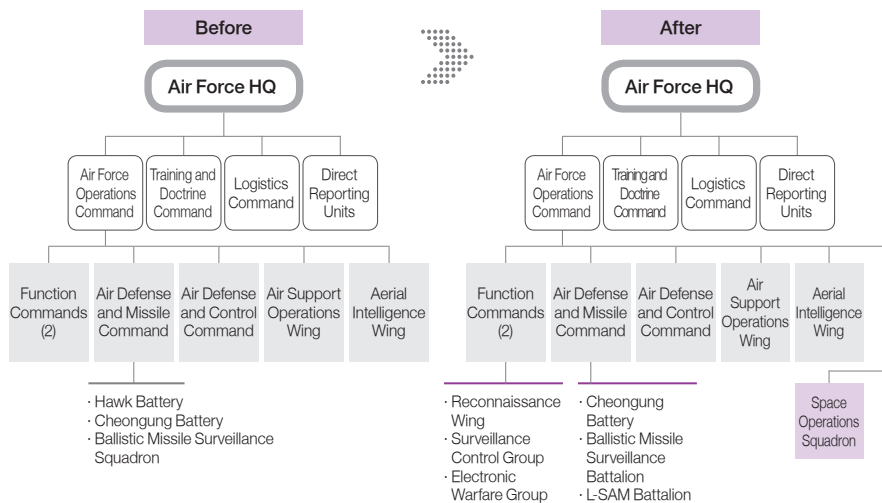 Before
Air Force HQ
Air Force
Operations
Command
Training and
Doctrine
Command
Logistics
Command
Direct
Reporting
Units
Function
Commands
(2)
Air Defense
and Missile
Command
Air Defense
and Control
Command
Air Support
Operations
Wing
Aerial
Intelligence
Wing
· Hawk Battery
· Cheongung Battery
· Ballistic Missile Surveillance
Squadron
After
Air Force HQ
Air Force
Operations
Command
Training and
Doctrine
Command
Logistics
Command
Direct
Reporting
Units
Function
Commands
(2)
Air Defense
and Missile
Command
Air Defense
and Control
Command
Air
Support
Operations
Wing
Aerial
Intelligence
Wing
· Reconnaissance
Wing
· Surveillance
Control Group
· Electronic
Warfare Group
· Cheongung
Battery
· Ballistic Missile
Surveillance
Battalion
· L-SAM Battalion
Space
Operations
Squadron